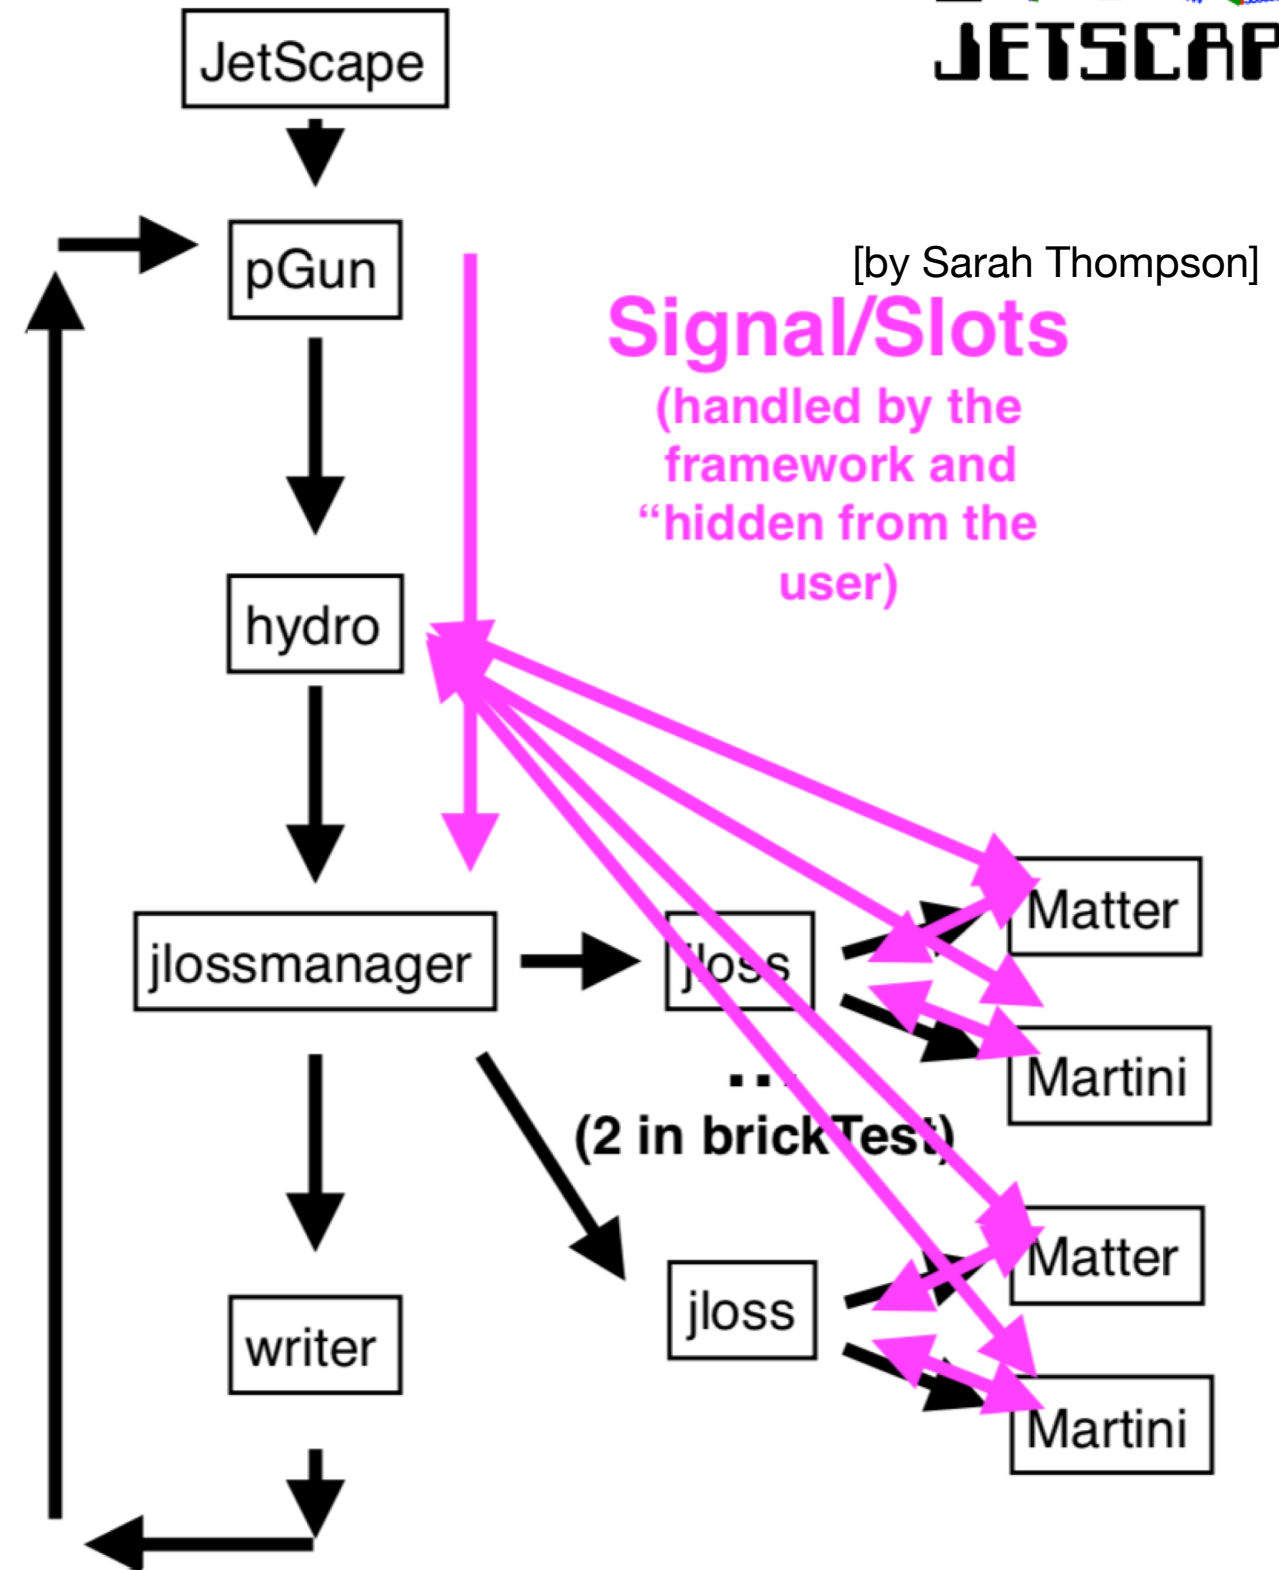 JetScape
JETSCAP
pGun
[by Sarah Thompson]
Signal/Slots
(handled by the
framework and
“hidden from the
user)
hydro
Matter
jlossmanager
jloss
Martini
...
(2 in brickTest)
Matter
jloss
writer
Martini